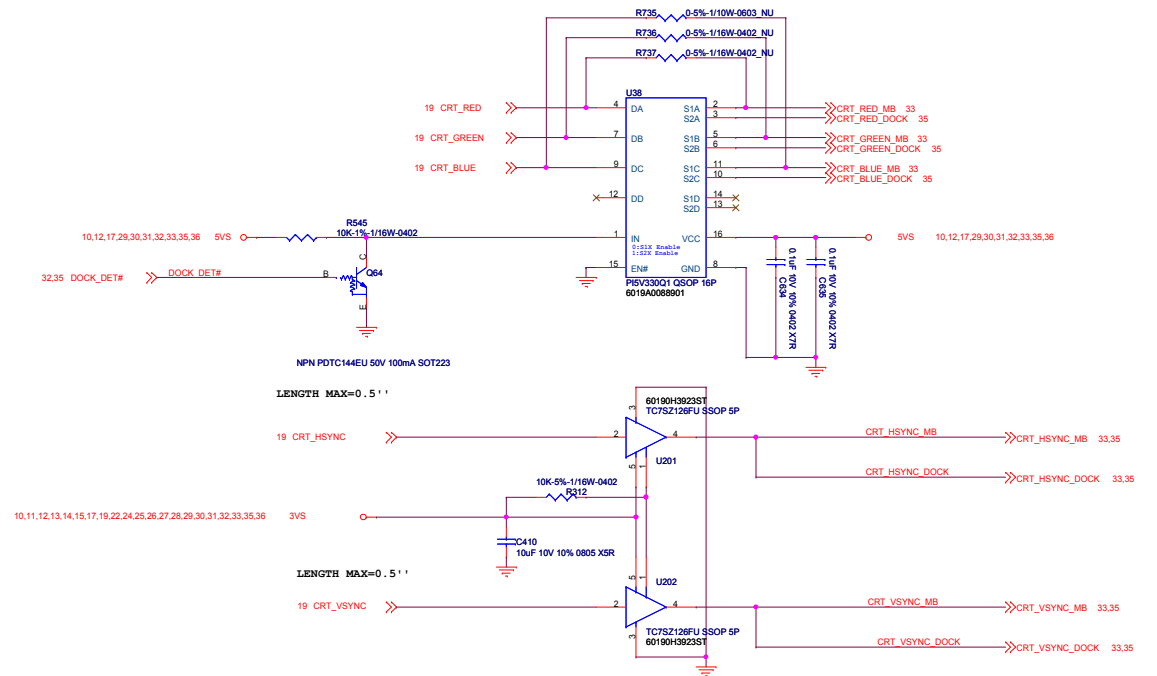 R735 0-5%-1/10W-0603_NU
R736 0-5%-1/16W-0402_NU
R737 0-5%-1/16W-0402_NU
U38
19 CRT_RED 4 DA S1A 2 CRT_RED_MB 33
S2A 3 CRT_RED_DOCK 35
19 CRT_GREEN 7 DB S1B 5 CRT_GREEN_MB 33
S2B 6 CRT_GREEN_DOCK 35
19 CRT_BLUE 9 DC S1C 11 CRT_BLUE_MB 33
S2C 10 CRT_BLUE_DOCK 35
12 DD S1D 14
S2D 13
R545
10K-1%-1/16W-0402
10,12,17,29,30,31,32,33,35,36 5VS 1 IN VCC 16 5VS 10,12,17,29,30,31,32,33,35,36
0:S1X Enable
1:S2X Enable
15 EN# GND 8
PI5V330Q1 QSOP 16P
6019A0088901
0.1uF 10V 10% 0402 X7R
C634
0.1uF 10V 10% 0402 X7R
C635
32,35 DOCK_DET# DOCK_DET# B Q64
C
E
NPN PDTC144EU 50V 100mA SOT223
LENGTH MAX=0.5''
60190H3923ST
TC7SZ126FU SSOP 5P
3
19 CRT_HSYNC 2 4 CRT_HSYNC_MB CRT_HSYNC_MB 33,35
U201
5 1
CRT_HSYNC_DOCK CRT_HSYNC_DOCK 33,35
10K-5%-1/16W-0402
R312
10,11,12,13,14,15,17,19,22,24,25,26,27,28,29,30,31,32,33,35,36 3VS
C410
10uF 10V 10% 0805 X5R
LENGTH MAX=0.5''
5 1
U202
19 CRT_VSYNC 2 4 CRT_VSYNC_MB CRT_VSYNC_MB 33,35
3
TC7SZ126FU SSOP 5P
60190H3923ST
CRT_VSYNC_DOCK CRT_VSYNC_DOCK 33,35